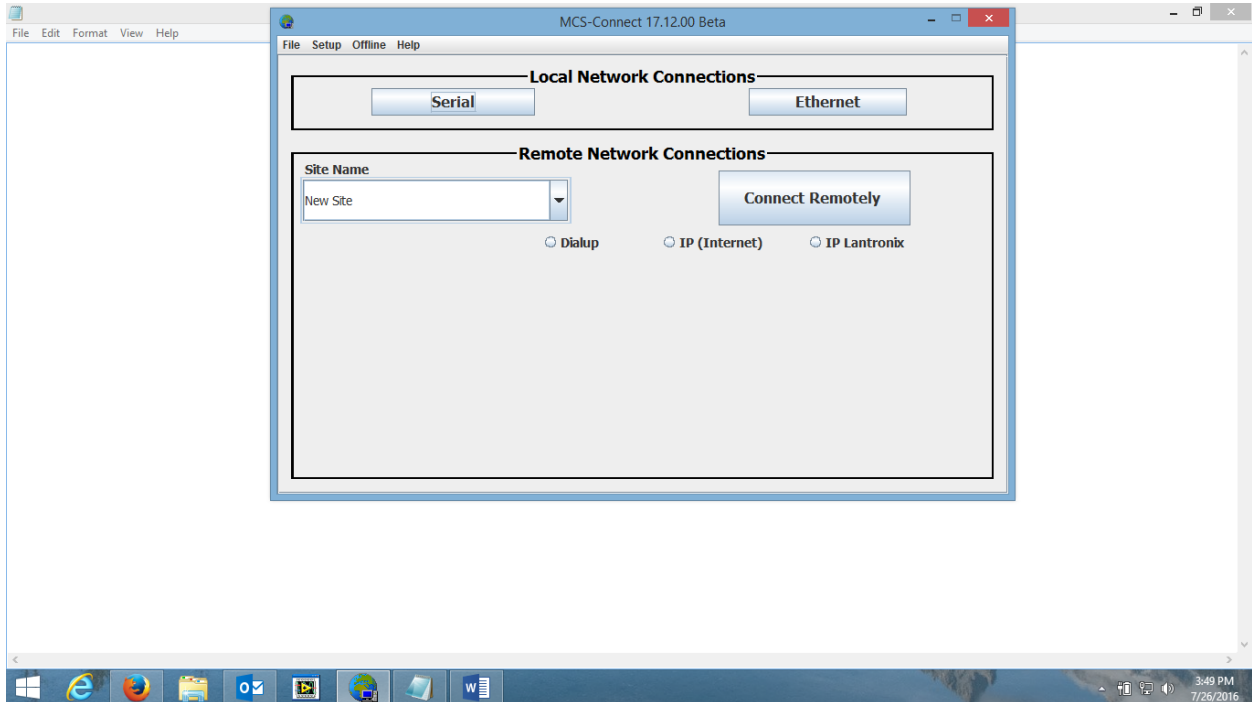 MCS-Connect 17.12.00 Beta
File Edit Format View Help
File Setup Offline Help
Local Network Connections
Serial Ethernet
Remote Network Connections
Site Name
New Site
Connect Remotely
Dialup IP (Internet) IP Lantronix
3:49 PM
7/26/2016